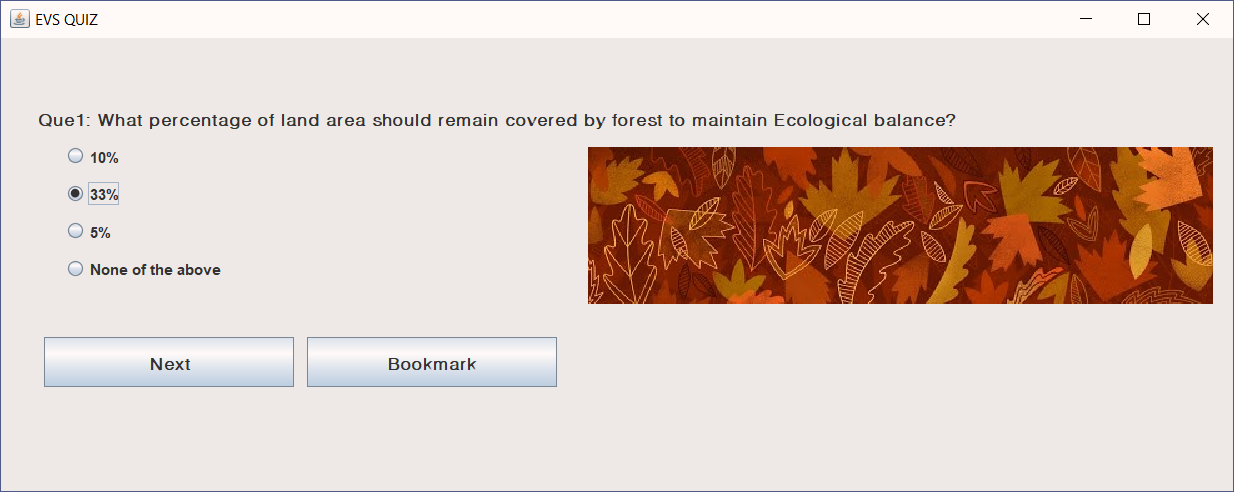 EVS QUIZ
Que1: What percentage of land area should remain covered by forest to maintain Ecological balance?
10%
33%
5%
None of the above
Next
Bookmark